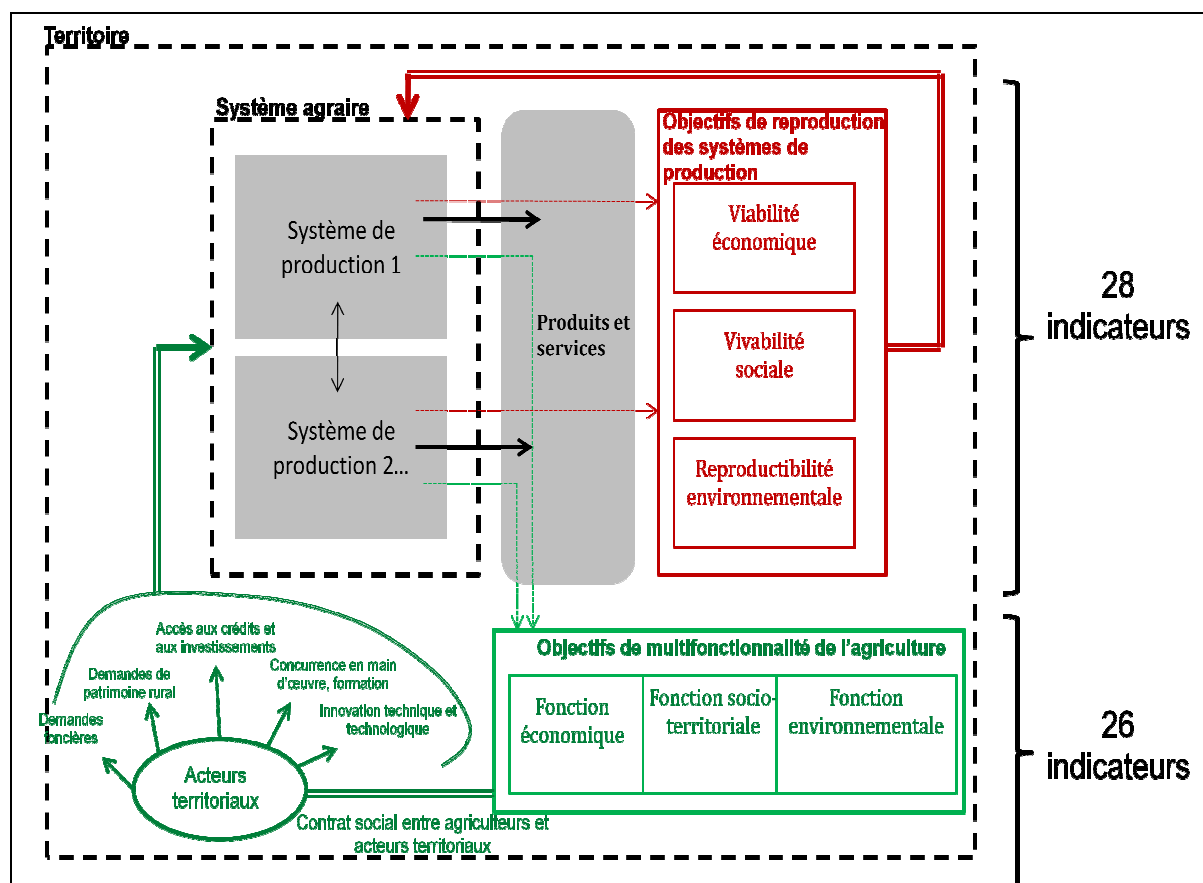 Territoire
Système agraire
Système de
production 1
Système de
production 2...
Produits et
services
Objectifs de reproduction
des systèmes de
production
Viabilité
économique
Vivabilité
sociale
Reproductibilité
environnementale
28
indicateurs
Accès aux crédits et
aux investissements
Demandes de
patrimoine rural
Concurrence en main
d'œuvre, formation
Demandes
foncières
Innovation technique et
technologique
Acteurs
territoriaux
Contrat social entre agriculteurs et
acteurs territoriaux
Objectifs de multifonctionnalité de l'agriculture
Fonction
économique
Fonction socio-
territoriale
Fonction
environnementale
26
indicateurs